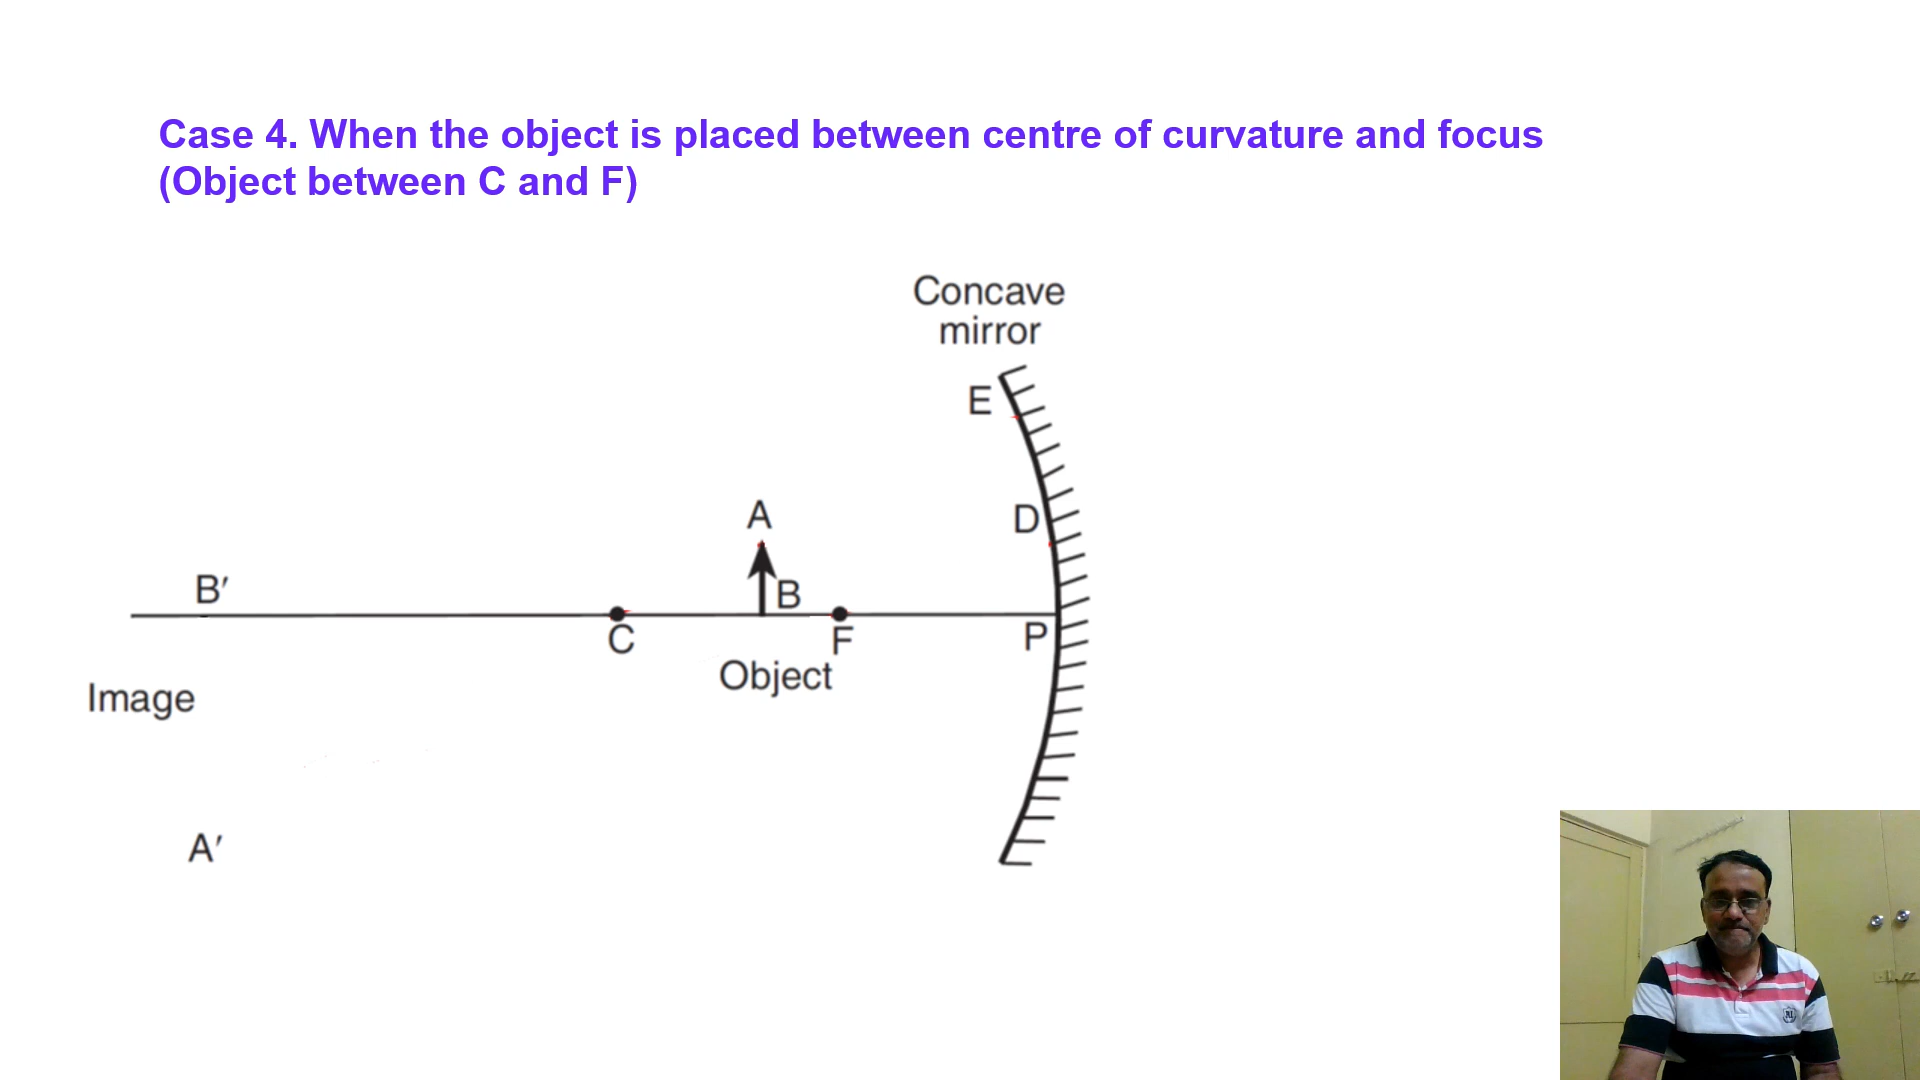 Case 4. When the object is placed between centre of curvature and focus
(Object between C and F)
Concave
mirror
E
A
D
B′
B
C
F
P
Object
Image
A′